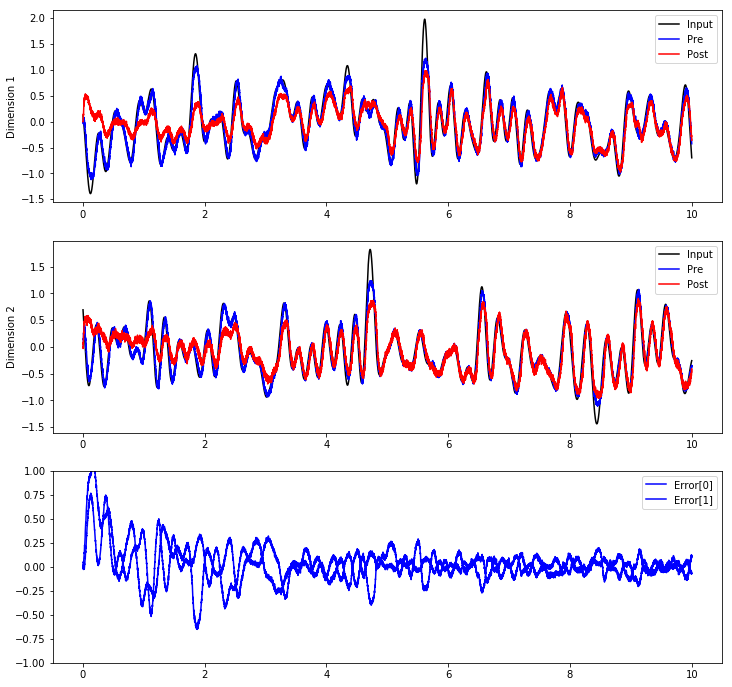 2.0
1.5
1.0
0.5
0.0
−0.5
−1.0
−1.5
Dimension 1
Input
Pre
Post
0 2 4 6 8 10
1.5
1.0
0.5
0.0
−0.5
−1.0
−1.5
Dimension 2
Input
Pre
Post
0 2 4 6 8 10
1.00
0.75
0.50
0.25
0.00
−0.25
−0.50
−0.75
−1.00
Error[0]
Error[1]
0 2 4 6 8 10